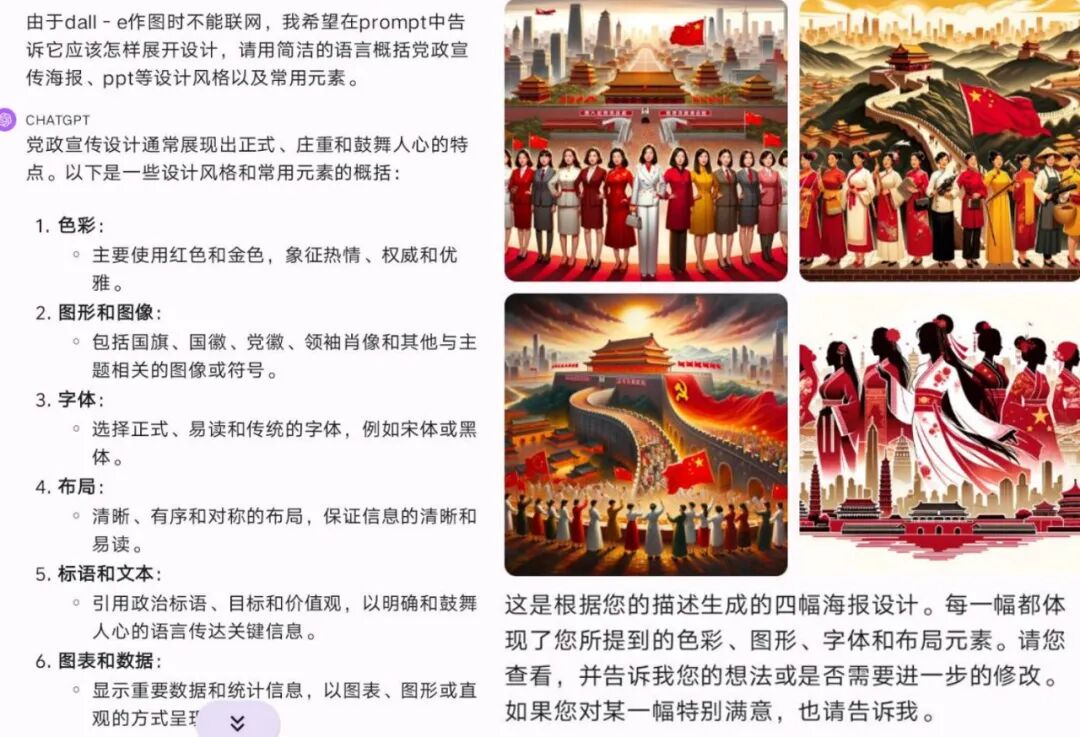 由于dall-e作图时不能联网，我希望在prompt中告
诉它应该怎样展开设计，请用简洁的语言概括党政宣
传海报、ppt等设计风格以及常用元素。
CHATGPT
党政宣传设计通常展现出正式、庄重和鼓舞人心的特
点。以下是一些设计风格和常用元素的概括：
1. 色彩：
主要使用红色和金色，象征热情、权威和优
雅。
2. 图形和图像：
包括国旗、国徽、党徽、领袖肖像和其他与主
题相关的图像或符号。
3. 字体：
选择正式、易读和传统的字体，例如宋体或黑
体。
4. 布局：
清晰、有序和对称的布局，保证信息的清晰和
易读。
5. 标语和文本：
引用政治标语、目标和价值观，以明确和鼓舞
人心的语言传达关键信息。
6. 图表和数据：
显示重要数据和统计信息，以图表、图形或直
观的方式呈
这是根据您的描述生成的四幅海报设计。每一幅都体
现了您所提到的色彩、图形、字体和布局元素。请您
查看，并告诉我您的想法或是否需要进一步的修改。
如果您对某一幅特别满意，也请告诉我。